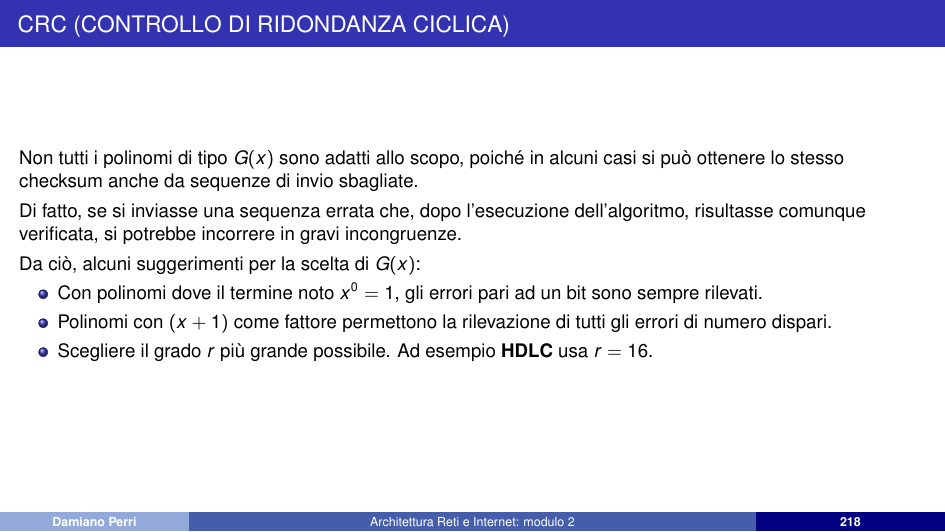 CRC (CONTROLLO DI RIDONDANZA CICLICA)
Non tutti i polinomi di tipo G(x) sono adatti allo scopo, poiché in alcuni casi si può ottenere lo stesso
checksum anche da sequenze di invio sbagliate.
Di fatto, se si inviasse una sequenza errata che, dopo l'esecuzione dell'algoritmo, risultasse comunque
verificata, si potrebbe incorrere in gravi incongruenze.
Da ciò, alcuni suggerimenti per la scelta di G(x):
Con polinomi dove il termine noto x⁰ = 1, gli errori pari ad un bit sono sempre rilevati.
Polinomi con (x + 1) come fattore permettono la rilevazione di tutti gli errori di numero dispari.
Scegliere il grado r più grande possibile. Ad esempio HDLC usa r = 16.
Damiano Perri
Architettura Reti e Internet: modulo 2
218